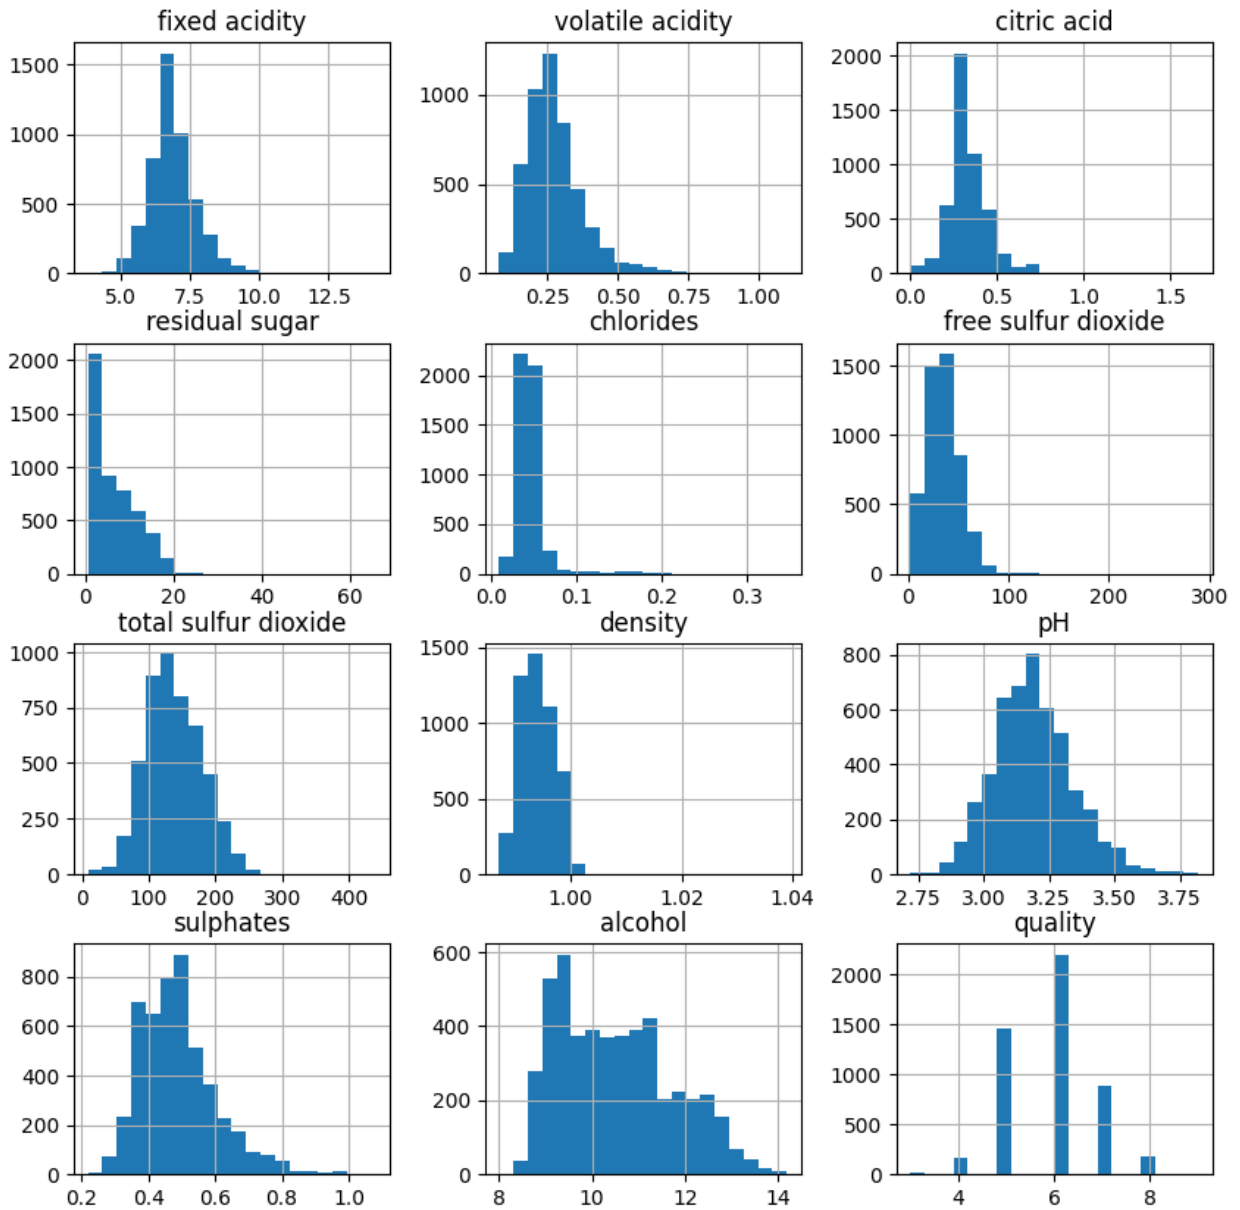 fixed acidity
1500
1000
500
0
5.0 7.5 10.0 12.5
volatile acidity
1000
500
0
0.25 0.50 0.75 1.00
citric acid
2000
1500
1000
500
0
0.0 0.5 1.0 1.5
residual sugar
2000
1500
1000
500
0
0 20 40 60
chlorides
2000
1500
1000
500
0
0.0 0.1 0.2 0.3
free sulfur dioxide
1500
1000
500
0
0 100 200 300
total sulfur dioxide
1000
750
500
250
0
0 100 200 300 400
density
1500
1000
500
0
1.00 1.02 1.04
pH
800
600
400
200
0
2.75 3.00 3.25 3.50 3.75
sulphates
800
600
400
200
0
0.2 0.4 0.6 0.8 1.0
alcohol
600
400
200
0
8 10 12 14
quality
2000
1500
1000
500
0
4 6 8